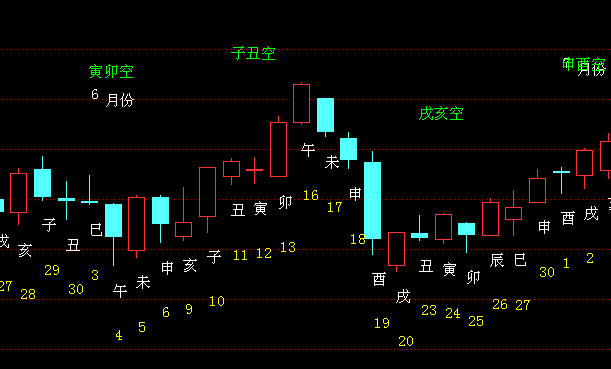 子丑空
寅卯空
申酉空
6 月份
月份
戌亥空
午
未
申
子
丑
寅
卯
16
17
18
戌
亥
子
丑
巳
午
未
申
亥
子
丑
寅
卯
辰
巳
申
酉
戌
27
28
29
30
3
4
5
6
9
10
11
12
13
酉
戌
19
20
23
24
25
26
27
30
1
2